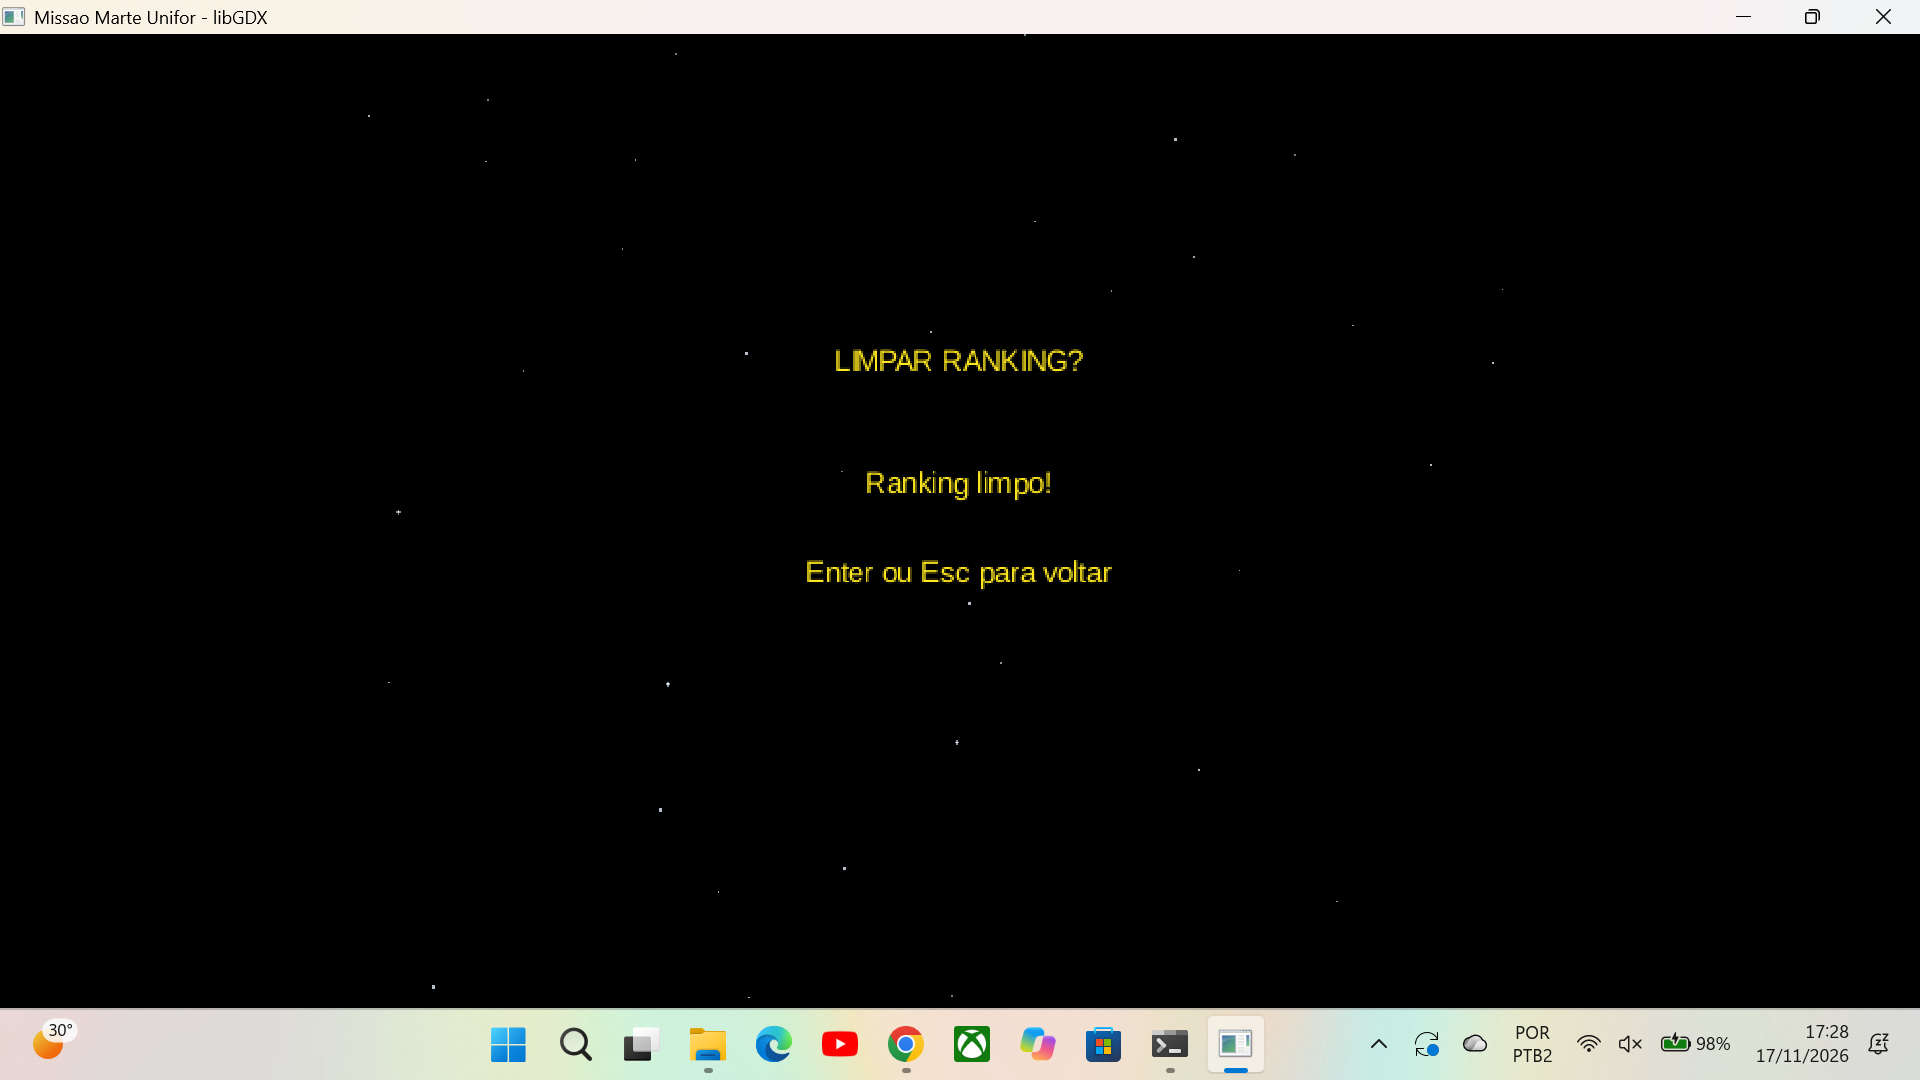 Missao Marte Unifor - libGDX
LIMPAR RANKING?
Ranking limpo!
Enter ou Esc para voltar
30°
POR
PTB2
98%
17:28
17/11/2026